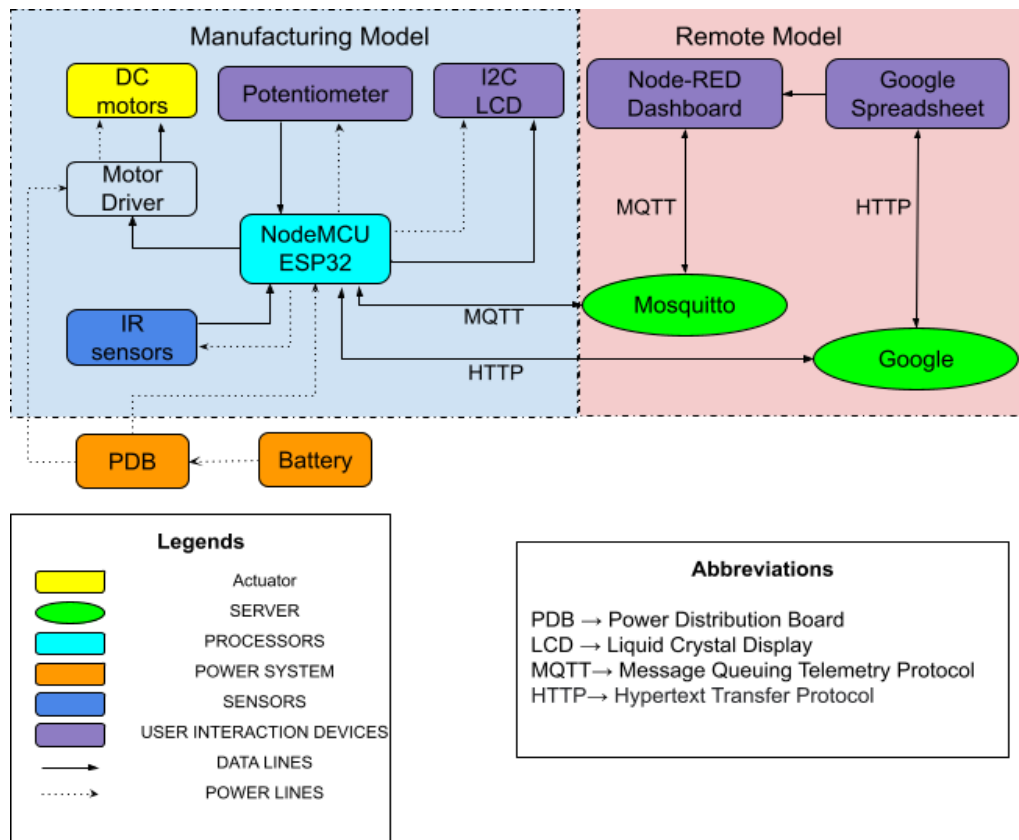 Manufacturing Model
Remote Model
DC
motors
Potentiometer
I2C
LCD
Node-RED
Dashboard
Google
Spreadsheet
Motor
Driver
MQTT
HTTP
NodeMCU
ESP32
Mosquitto
MQTT
IR
sensors
HTTP
Google
PDB
Battery
Legends
Actuator
SERVER
PROCESSORS
POWER SYSTEM
SENSORS
USER INTERACTION DEVICES
DATA LINES
POWER LINES
Abbreviations
PDB → Power Distribution Board
LCD → Liquid Crystal Display
MQTT→ Message Queuing Telemetry Protocol
HTTP→ Hypertext Transfer Protocol